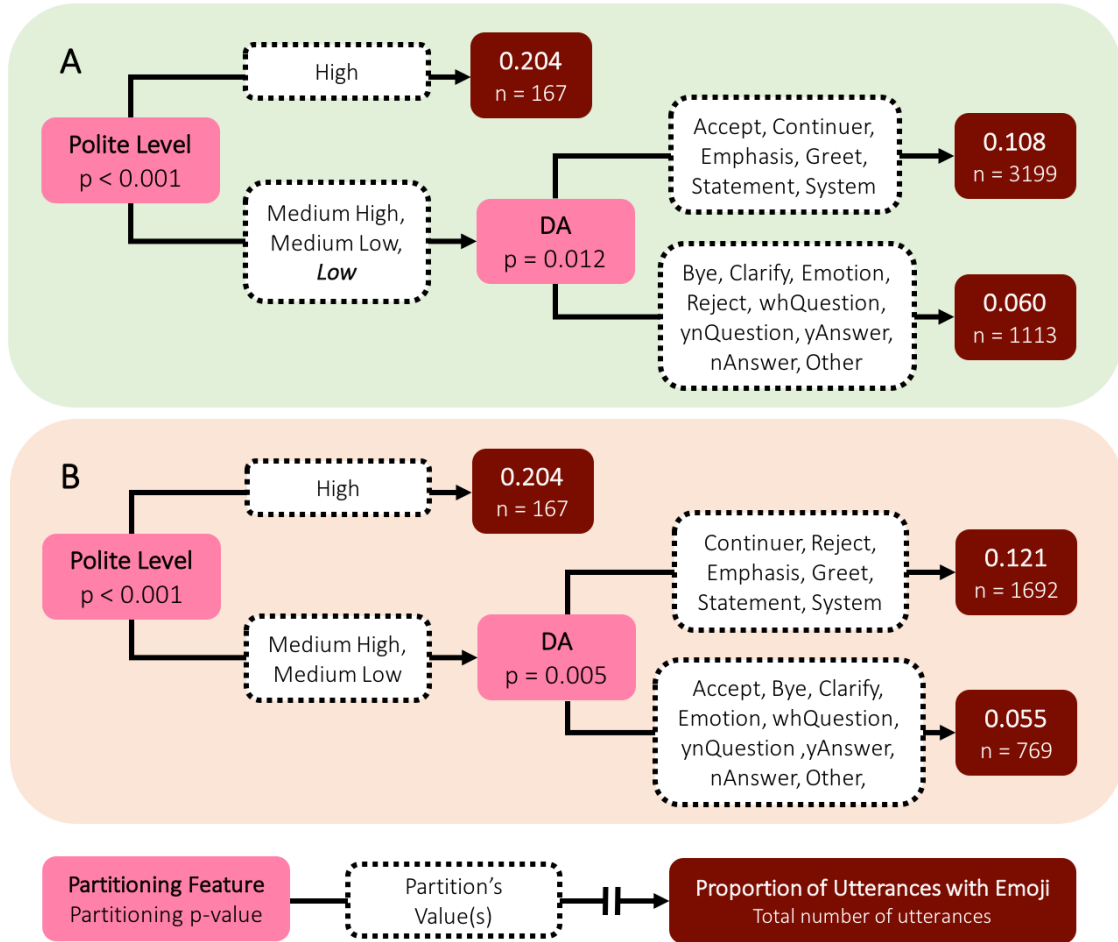 A
High
0.204
n = 167
Polite Level
p < 0.001
Medium High,
Medium Low,
Low
DA
p = 0.012
Accept, Continuer,
Emphasis, Greet,
Statement, System
0.108
n = 3199
Bye, Clarify, Emotion,
Reject, whQuestion,
ynQuestion, yAnswer,
nAnswer, Other
0.060
n = 1113
B
High
0.204
n = 167
Polite Level
p < 0.001
Medium High,
Medium Low
DA
p = 0.005
Continuer, Reject,
Emphasis, Greet,
Statement, System
0.121
n = 1692
Accept, Bye, Clarify,
Emotion, whQuestion,
ynQuestion ,yAnswer,
nAnswer, Other,
0.055
n = 769
Partitioning Feature
Partitioning p-value
Partition's
Value(s)
Proportion of Utterances with Emoji
Total number of utterances